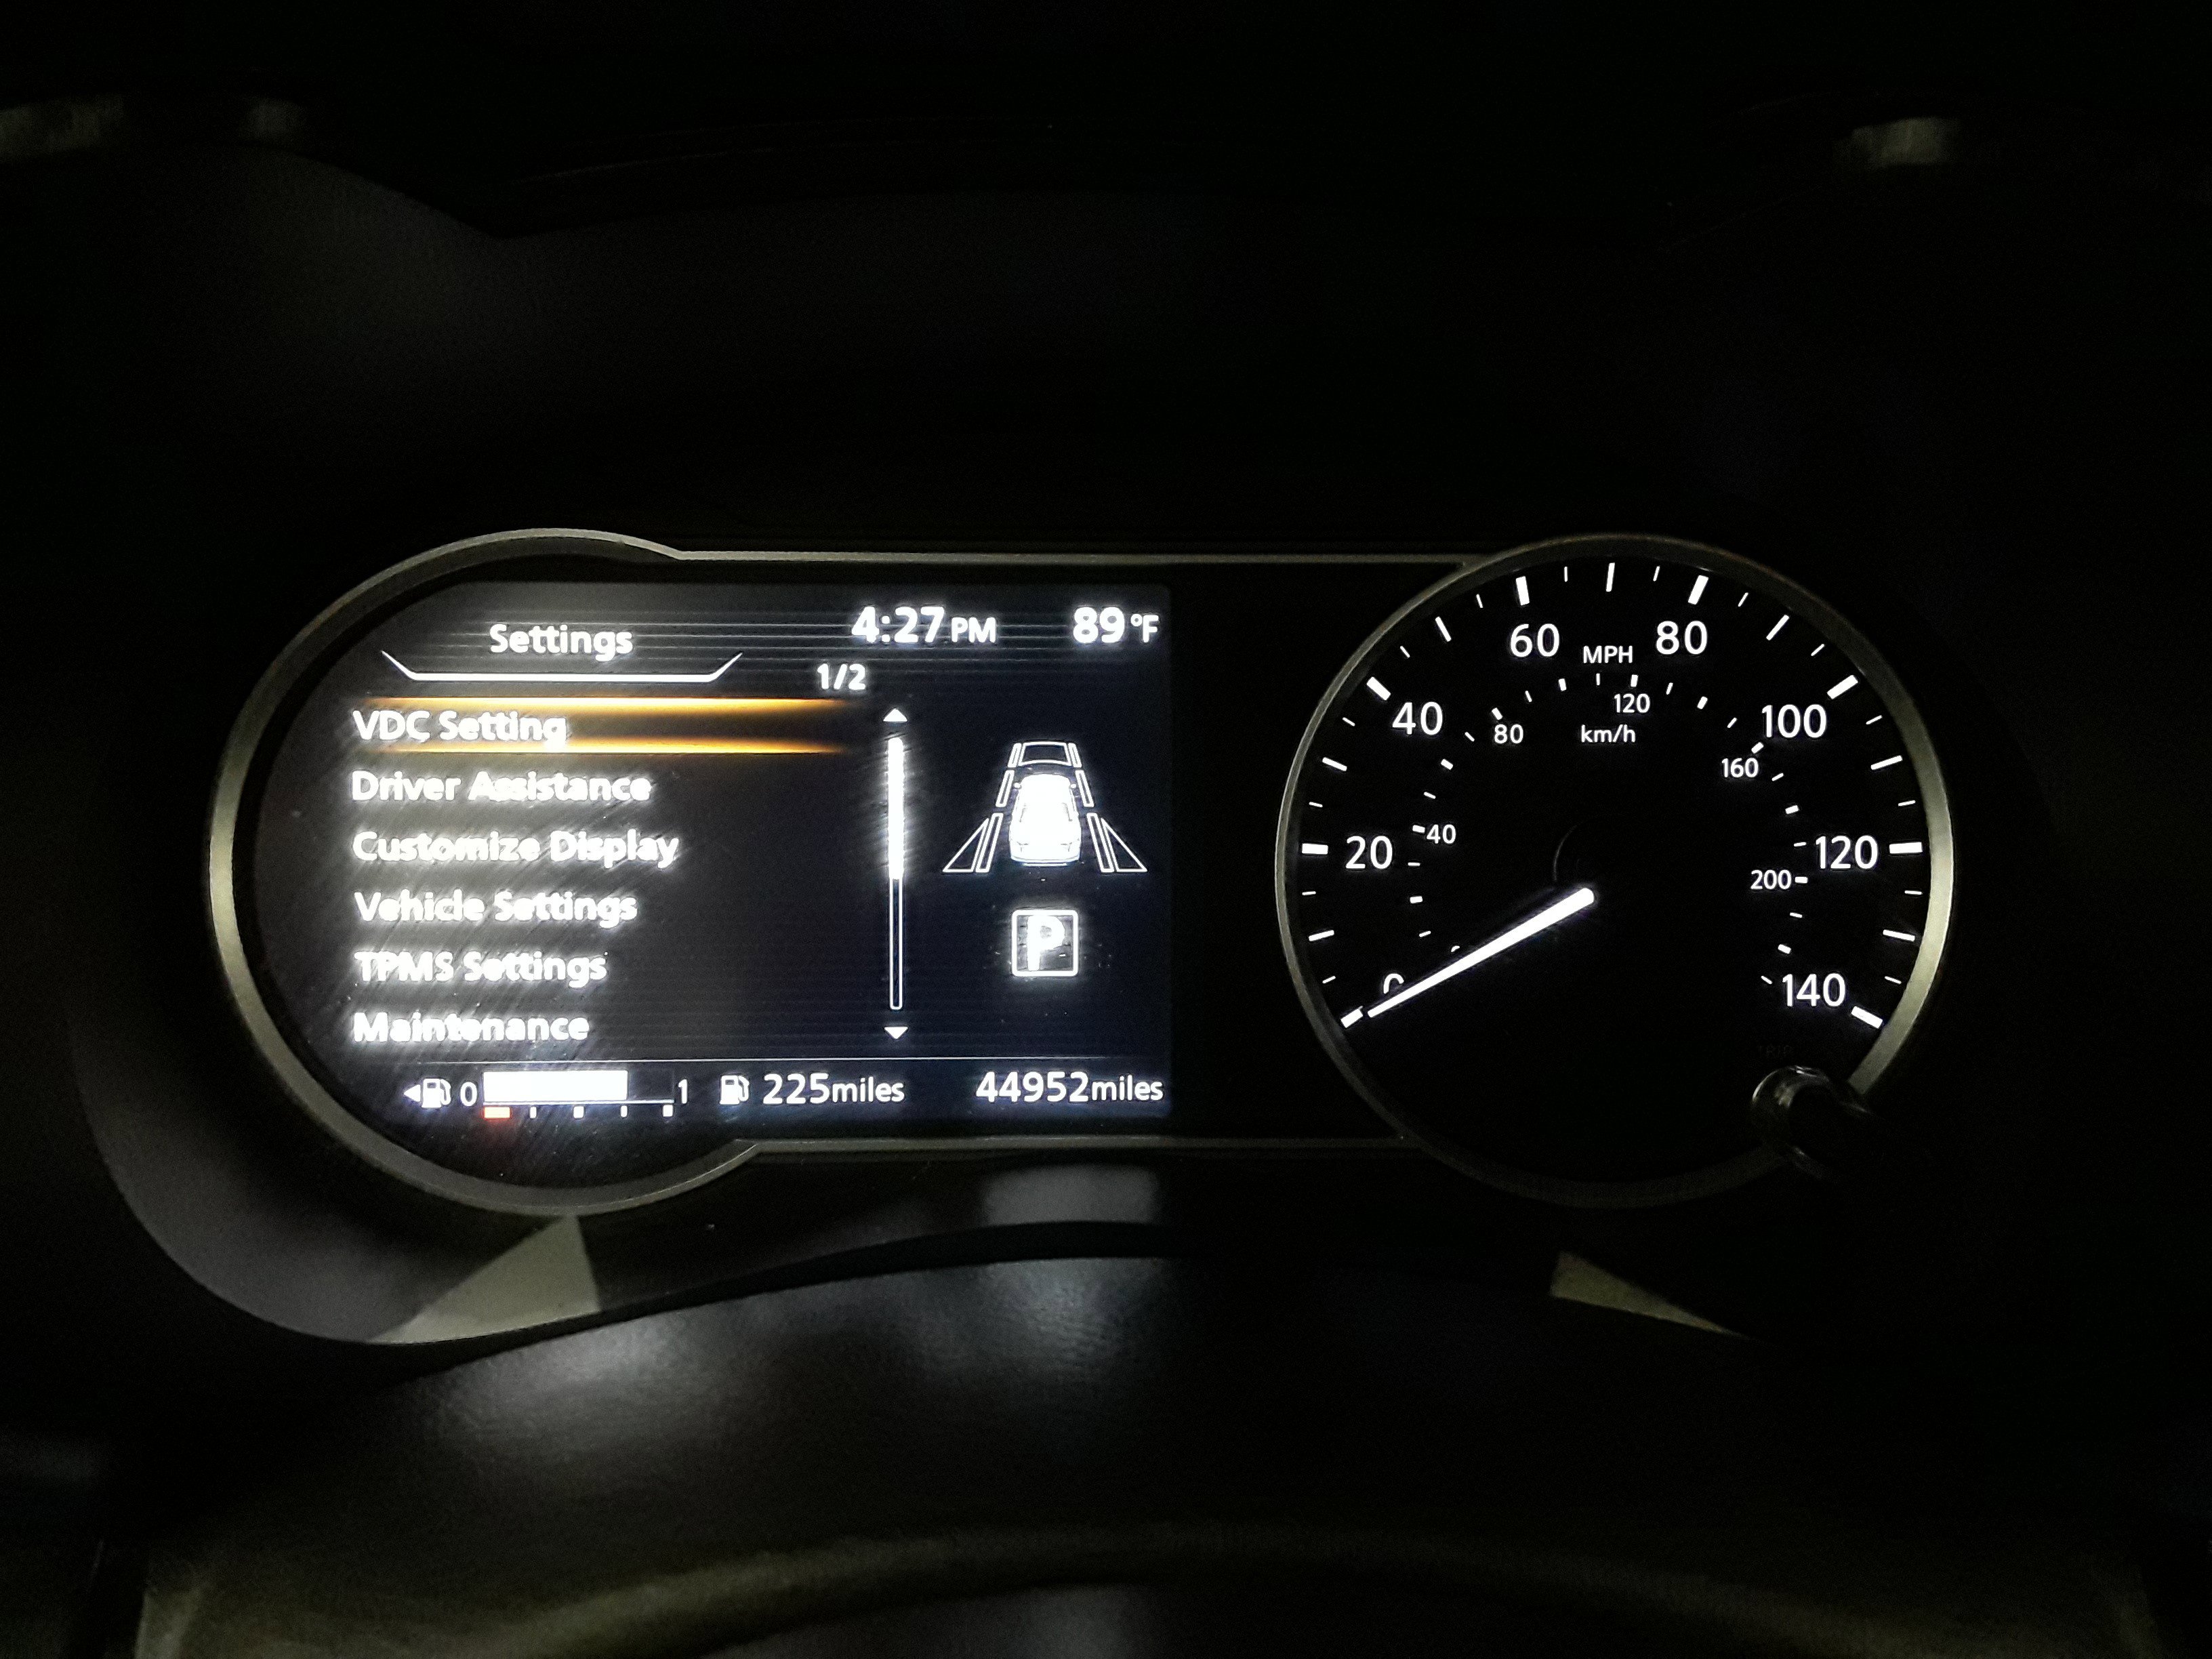 Settings
4:27 PM
89 °F
1/2
VDC Setting
Driver Assistance
Customize Display
Vehicle Settings
TPMS Settings
Maintenance
P
0 1
225miles
44952miles
0 20 40 60 80 100 120 140
MPH
40 80 120 160 200
km/h